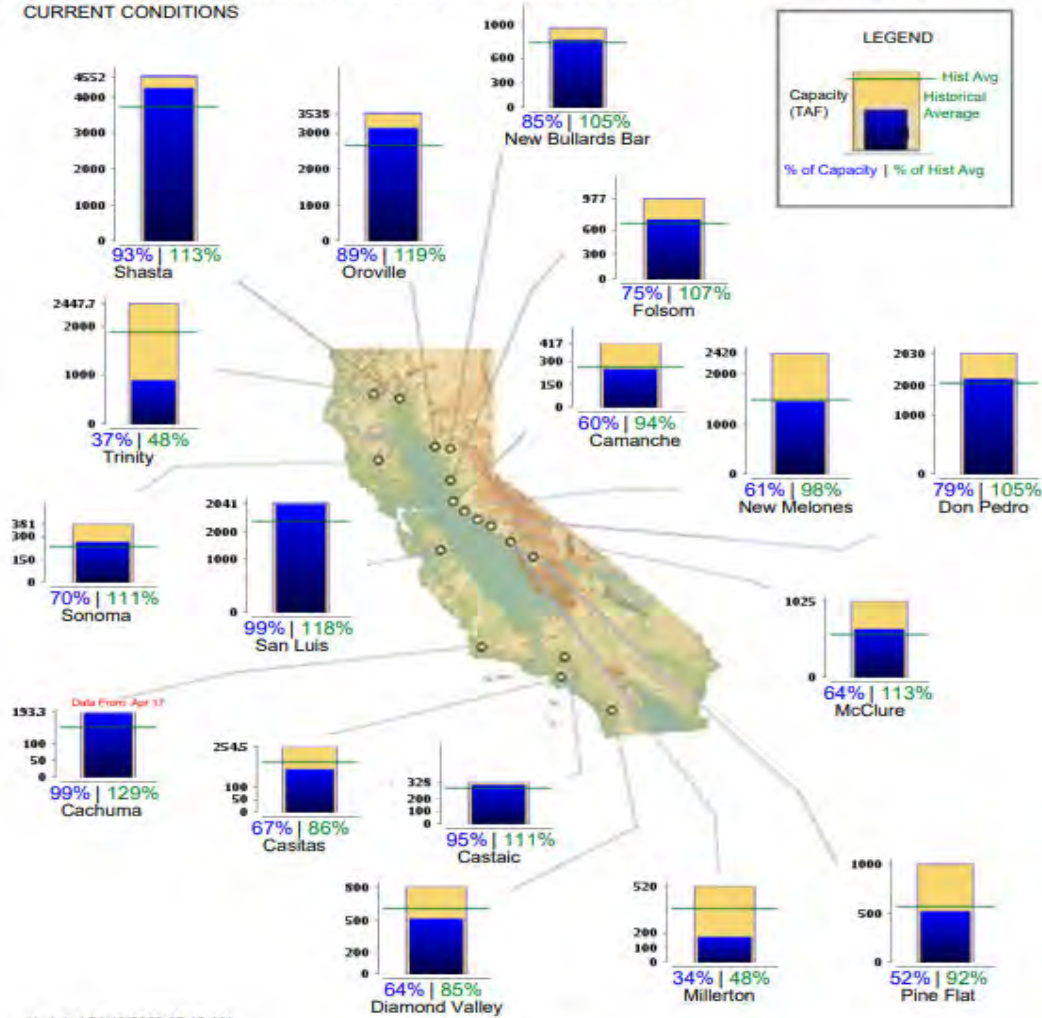 CURRENT CONDITIONS
LEGEND
Hist Avg
Capacity
(TAF)
Historical
Average
% of Capacity | % of Hist Avg
4552
4000
3000
2000
1000
0
93% | 113%
Shasta
3538
3000
2000
1000
0
89% | 119%
Oroville
1000
600
300
0
85% | 105%
New Bullards Bar
977
600
300
0
75% | 107%
Folsom
2447.7
2000
1000
0
37% | 48%
Trinity
417
300
150
0
60% | 94%
Camanche
2420
2000
1000
0
61% | 98%
New Melones
2030
2000
1000
0
79% | 105%
Don Pedro
381
300
150
0
70% | 111%
Sonoma
2041
2000
1000
0
99% | 118%
San Luis
1025
0
64% | 113%
McClure
Data From: Apr 17
193.3
100
50
0
99% | 129%
Cachuma
254.5
100
50
0
67% | 86%
Casitas
328
200
100
0
95% | 111%
Castaic
800
500
200
0
64% | 85%
Diamond Valley
520
200
100
0
34% | 48%
Millerton
1000
500
0
52% | 92%
Pine Flat